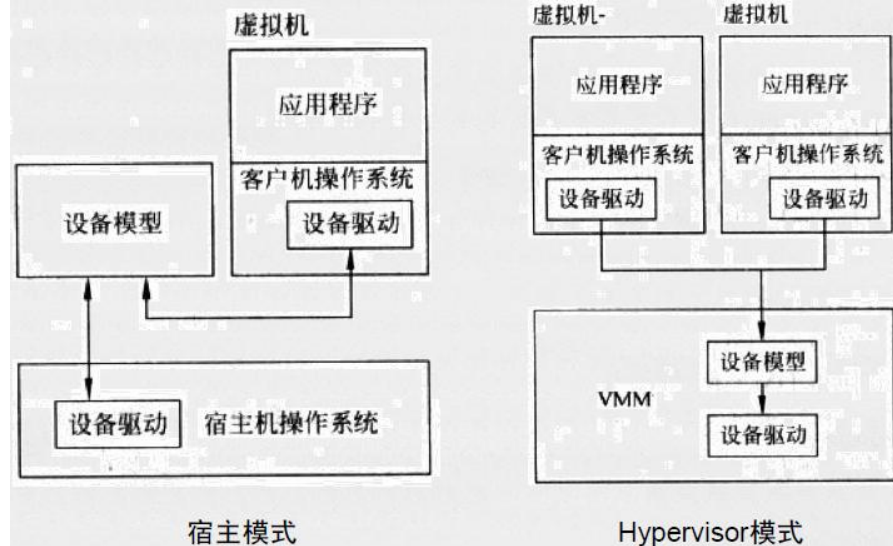 虚拟机
应用程序
客户机操作系统
设备驱动
设备模型
设备驱动
宿主机操作系统
宿主模式
虚拟机-
虚拟机
应用程序
应用程序
客户机操作系统
客户机操作系统
设备驱动
设备驱动
VMM
设备模型
设备驱动
Hypervisor模式